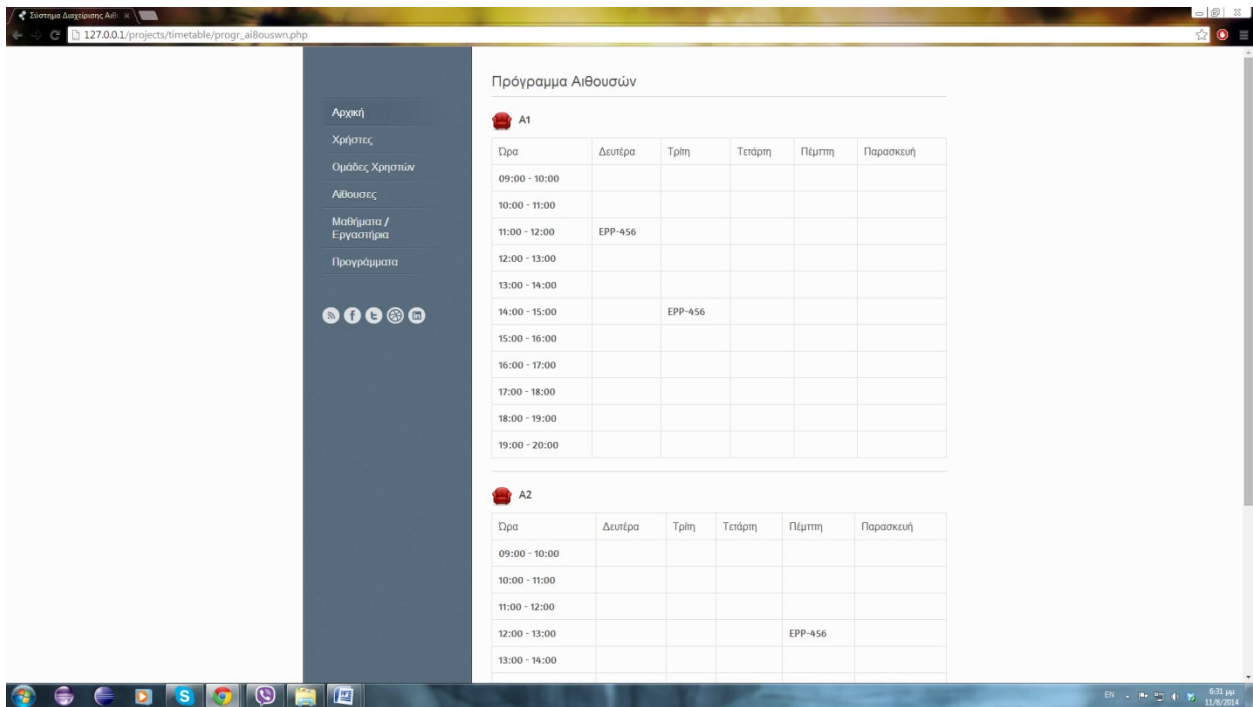 Σύστημα Διαχείρισης Αιθ
127.0.0.1/projects/timetable/progr_ai8ouswn.php
Αρχική
Χρήστες
Ομάδες Χρηστών
Αίθουσες
Μαθήματα /
Εργαστήρια
Προγράμματα
Πρόγραμμα Αιθουσών
A1
Ώρα Δευτέρα Τρίτη Τετάρτη Πέμπτη Παρασκευή
09:00 - 10:00
10:00 - 11:00
11:00 - 12:00 EPP-456
12:00 - 13:00
13:00 - 14:00
14:00 - 15:00 EPP-456
15:00 - 16:00
16:00 - 17:00
17:00 - 18:00
18:00 - 19:00
19:00 - 20:00
A2
Ώρα Δευτέρα Τρίτη Τετάρτη Πέμπτη Παρασκευή
09:00 - 10:00
10:00 - 11:00
11:00 - 12:00
12:00 - 13:00 EPP-456
13:00 - 14:00
EN
6:31 μμ
11/8/2014